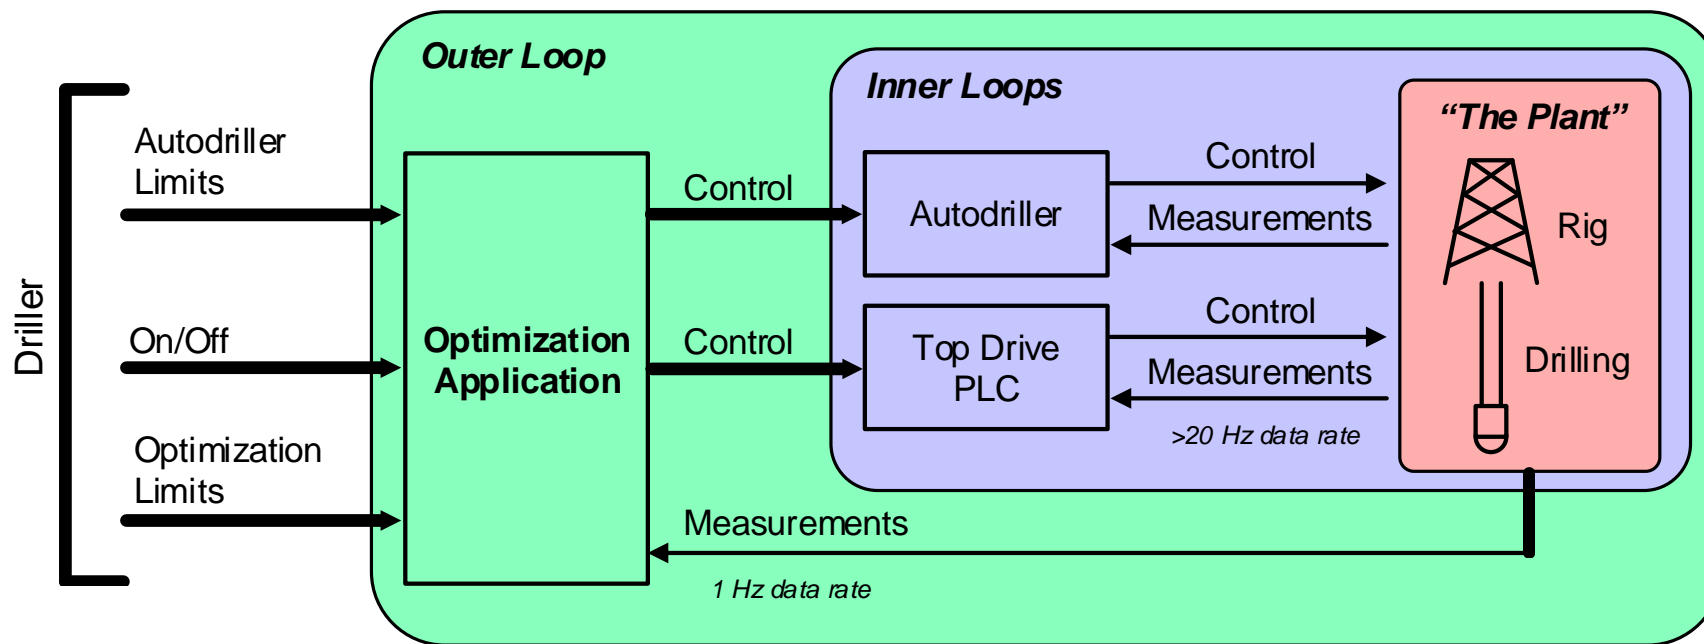 Outer Loop
Inner Loops
“The Plant”
Driller
Autodriller
Limits
On/Off
Optimization
Limits
Optimization
Application
Control
Control
Autodriller
Top Drive
PLC
Control
Measurements
Control
Measurements
>20 Hz data rate
Rig
Drilling
Measurements
1 Hz data rate